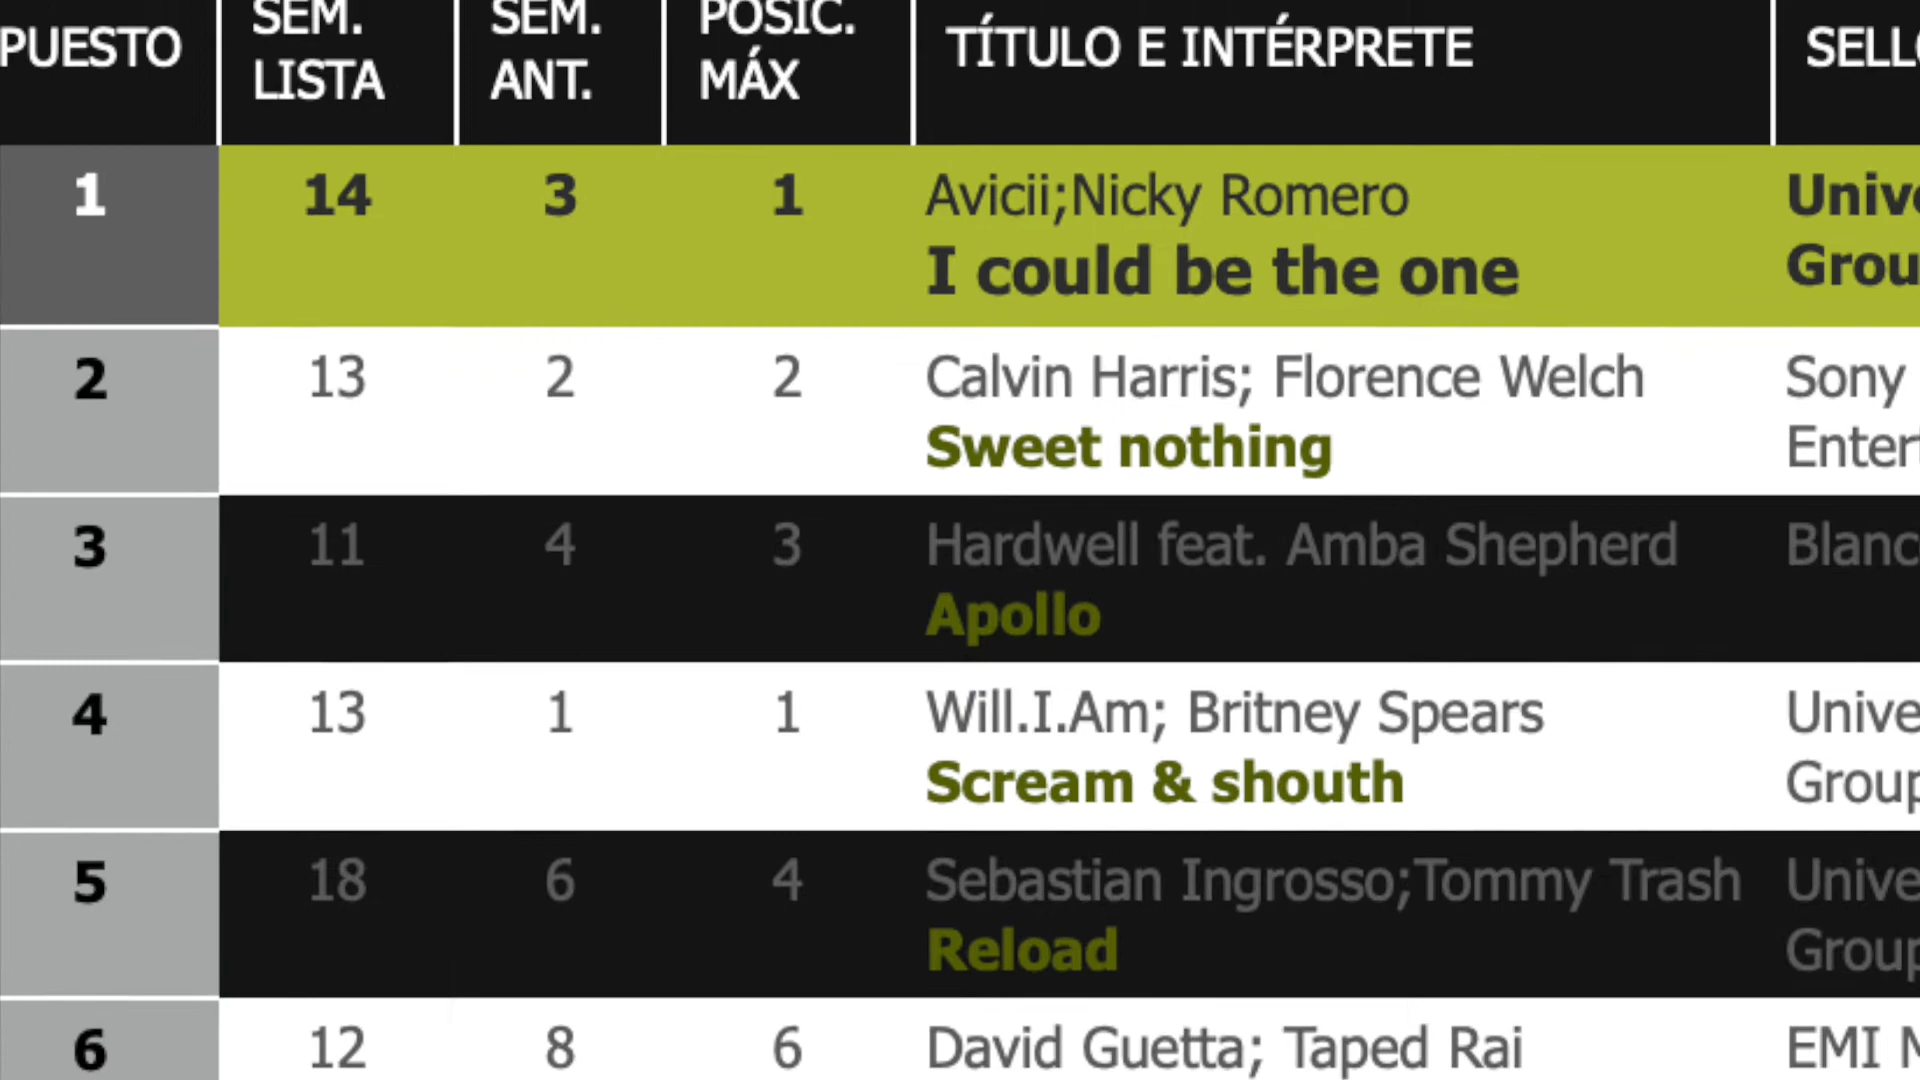 PUESTO SEM. LISTA SEM. ANT. POSIC. MÁX TÍTULO E INTÉRPRETE
1 14 3 1 Avicii;Nicky Romero
I could be the one
2 13 2 2 Calvin Harris; Florence Welch Sony
Sweet nothing
3 11 4 3 Hardwell feat. Amba Shepherd
Apollo
4 13 1 1 Will.I.Am; Britney Spears
Scream & shouth
5 18 6 4 Sebastian Ingrosso;Tommy Trash
Reload
6 12 8 6 David Guetta; Taped Rai EMI